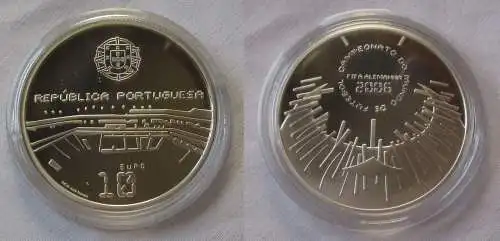 REPÚBLICA PORTUGUESA
EURO
10
CAMPEONATO DO
MUNDO DE FUTEBOL
FIFA ALEMANHA
2006